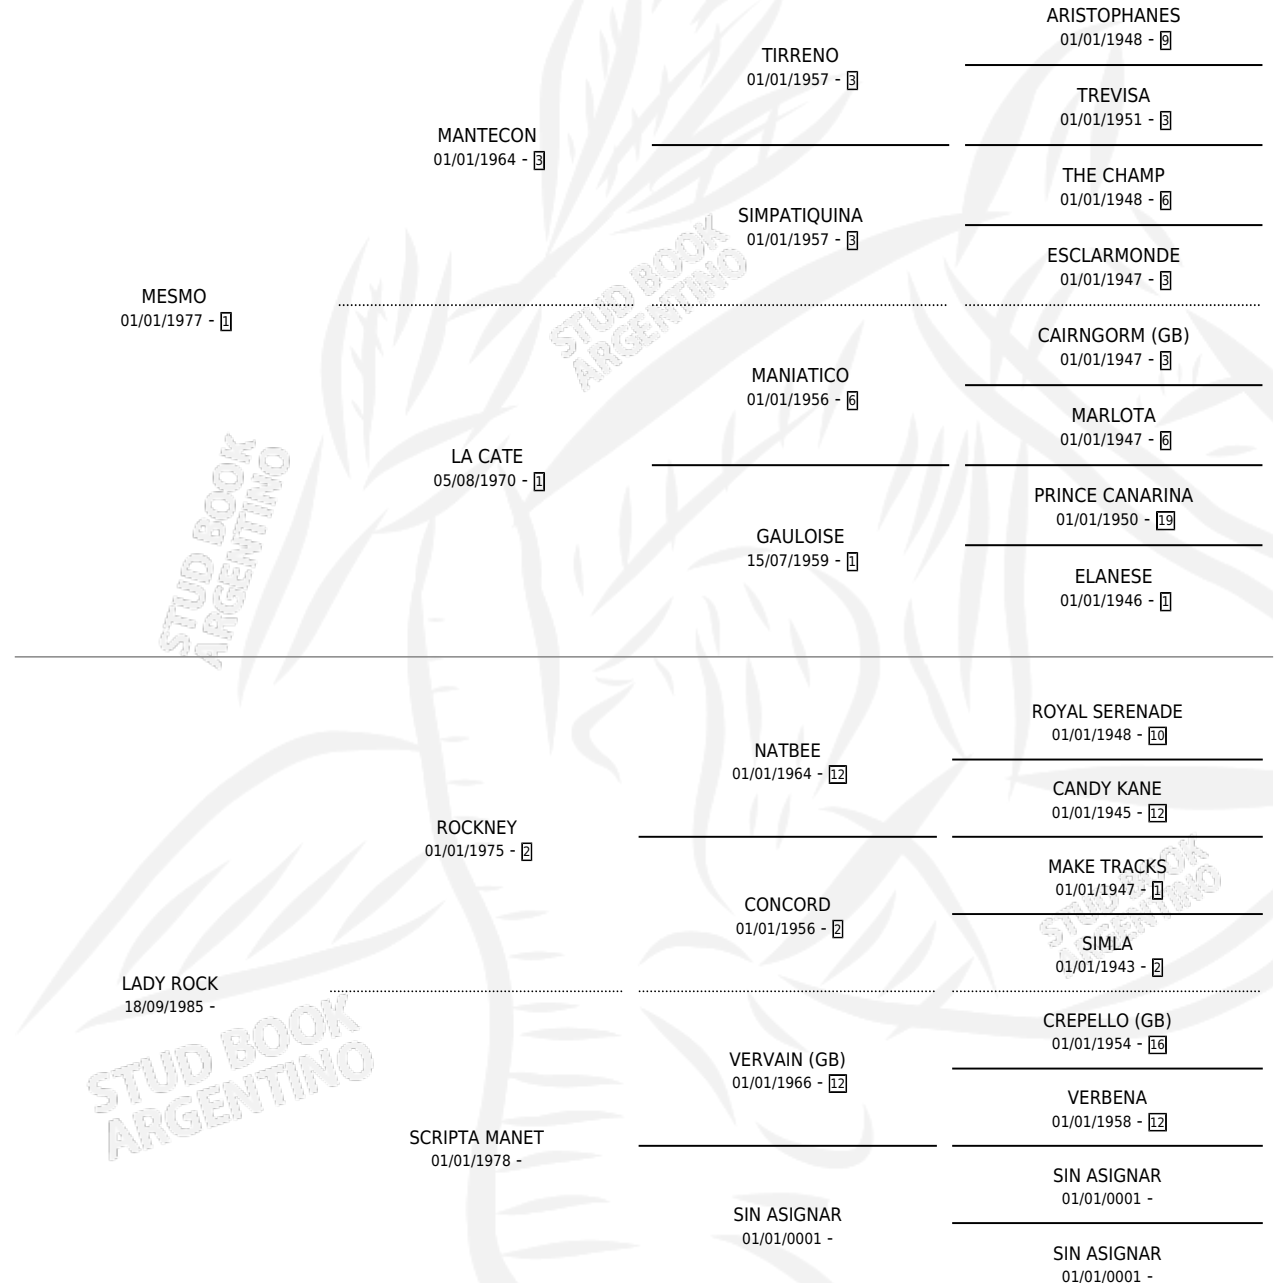 ARISTOPHANES
01/01/1948 - 9
TIRRENO
01/01/1957 - 3
TREVISA
01/01/1951 - 3
MANTECON
01/01/1964 - 3
THE CHAMP
01/01/1948 - 6
SIMPATIQUINA
01/01/1957 - 3
ESCLARMONDE
01/01/1947 - 3
MESMO
01/01/1977 - 1
STUD BOOK
ARGENTINO
CAIRNGORM (GB)
01/01/1947 - 3
MANIATICO
01/01/1956 - 6
MARLOTA
01/01/1947 - 6
LA CATE
05/08/1970 - 1
PRINCE CANARINA
01/01/1950 - 19
GAULOISE
15/07/1959 - 1
ELANESE
01/01/1946 - 1
STUD BOOK
ARGENTINO
ROYAL SERENADE
01/01/1948 - 10
NATBEE
01/01/1964 - 12
CANDY KANE
01/01/1945 - 12
ROCKNEY
01/01/1975 - 2
MAKE TRACKS
01/01/1947 - 1
CONCORD
01/01/1956 - 2
SIMLA
01/01/1943 - 2
STUD BOOK
ARGENTINO
LADY ROCK
18/09/1985 -
CREPELLO (GB)
01/01/1954 - 16
VERVAIN (GB)
01/01/1966 - 12
VERBENA
01/01/1958 - 12
STUD BOOK
ARGENTINO
SCRIPTA MANET
01/01/1978 -
SIN ASIGNAR
01/01/0001 -
SIN ASIGNAR
01/01/0001 -
SIN ASIGNAR
01/01/0001 -